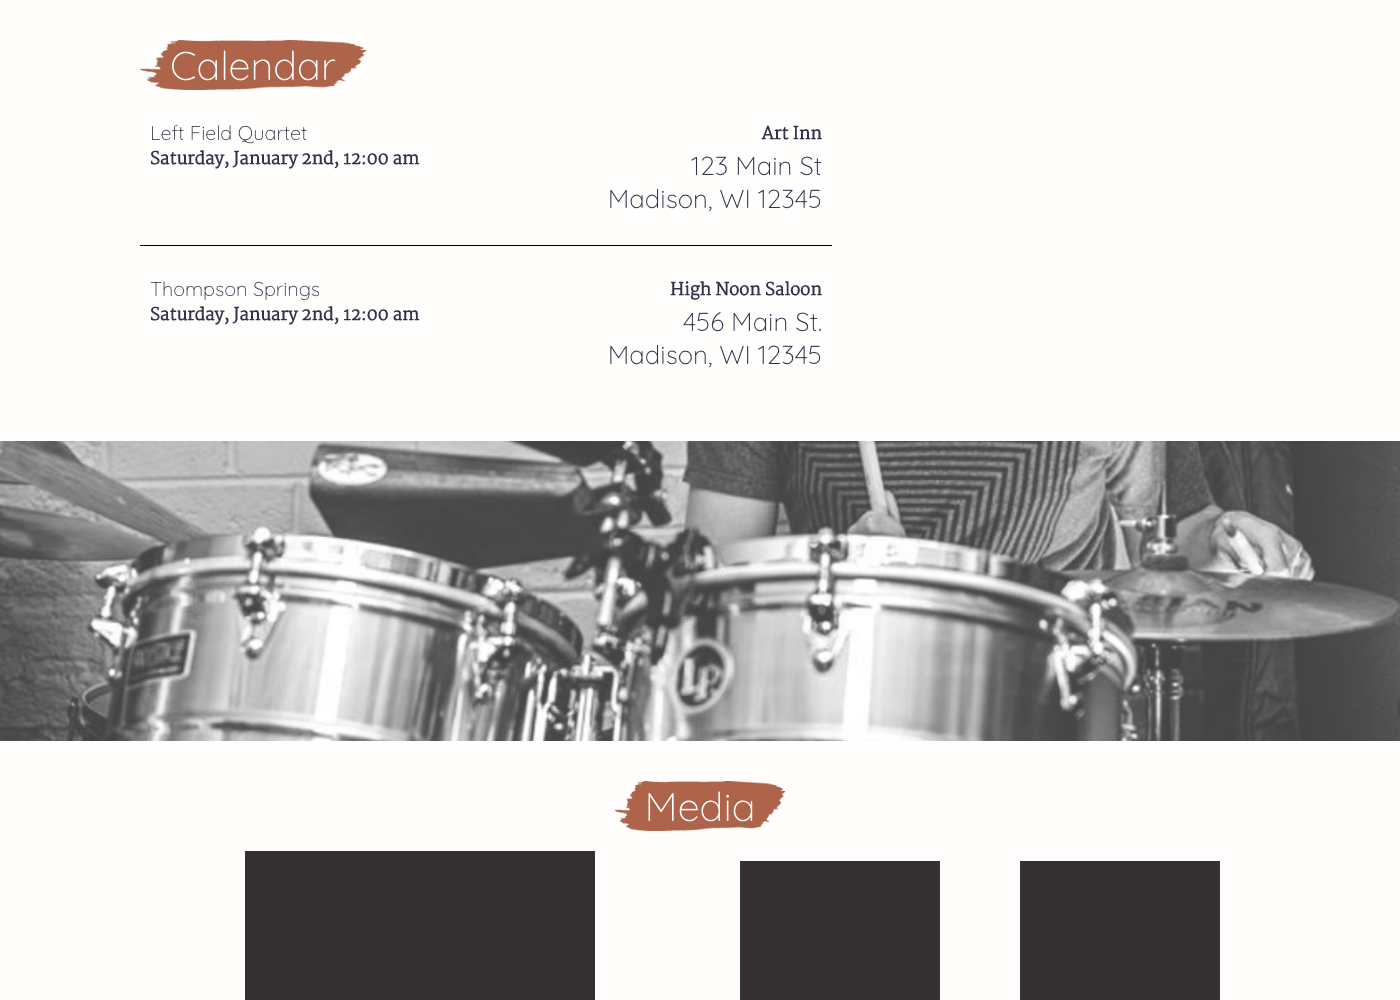 Calendar
Left Field Quartet
Saturday, January 2nd, 12:00 am
Art Inn
123 Main St
Madison, WI 12345
Thompson Springs
Saturday, January 2nd, 12:00 am
High Noon Saloon
456 Main St.
Madison, WI 12345
LP
Media